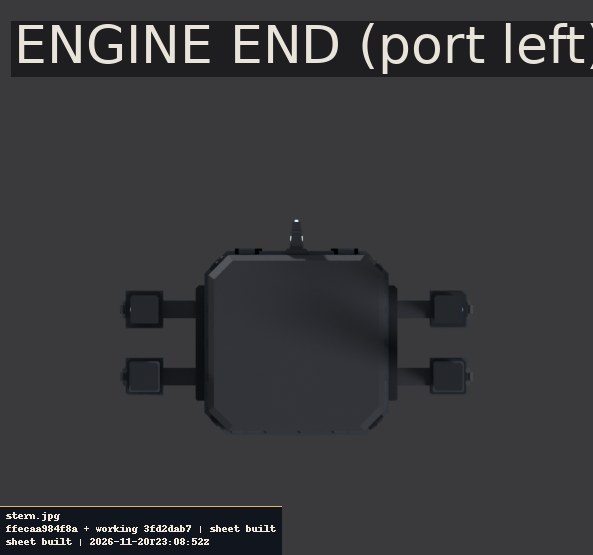 ENGINE END (port left)
stern.jpg
ffecaa984f8a + working 3fd2dab7 | sheet built
sheet built | 2026-11-20T23:08:52Z